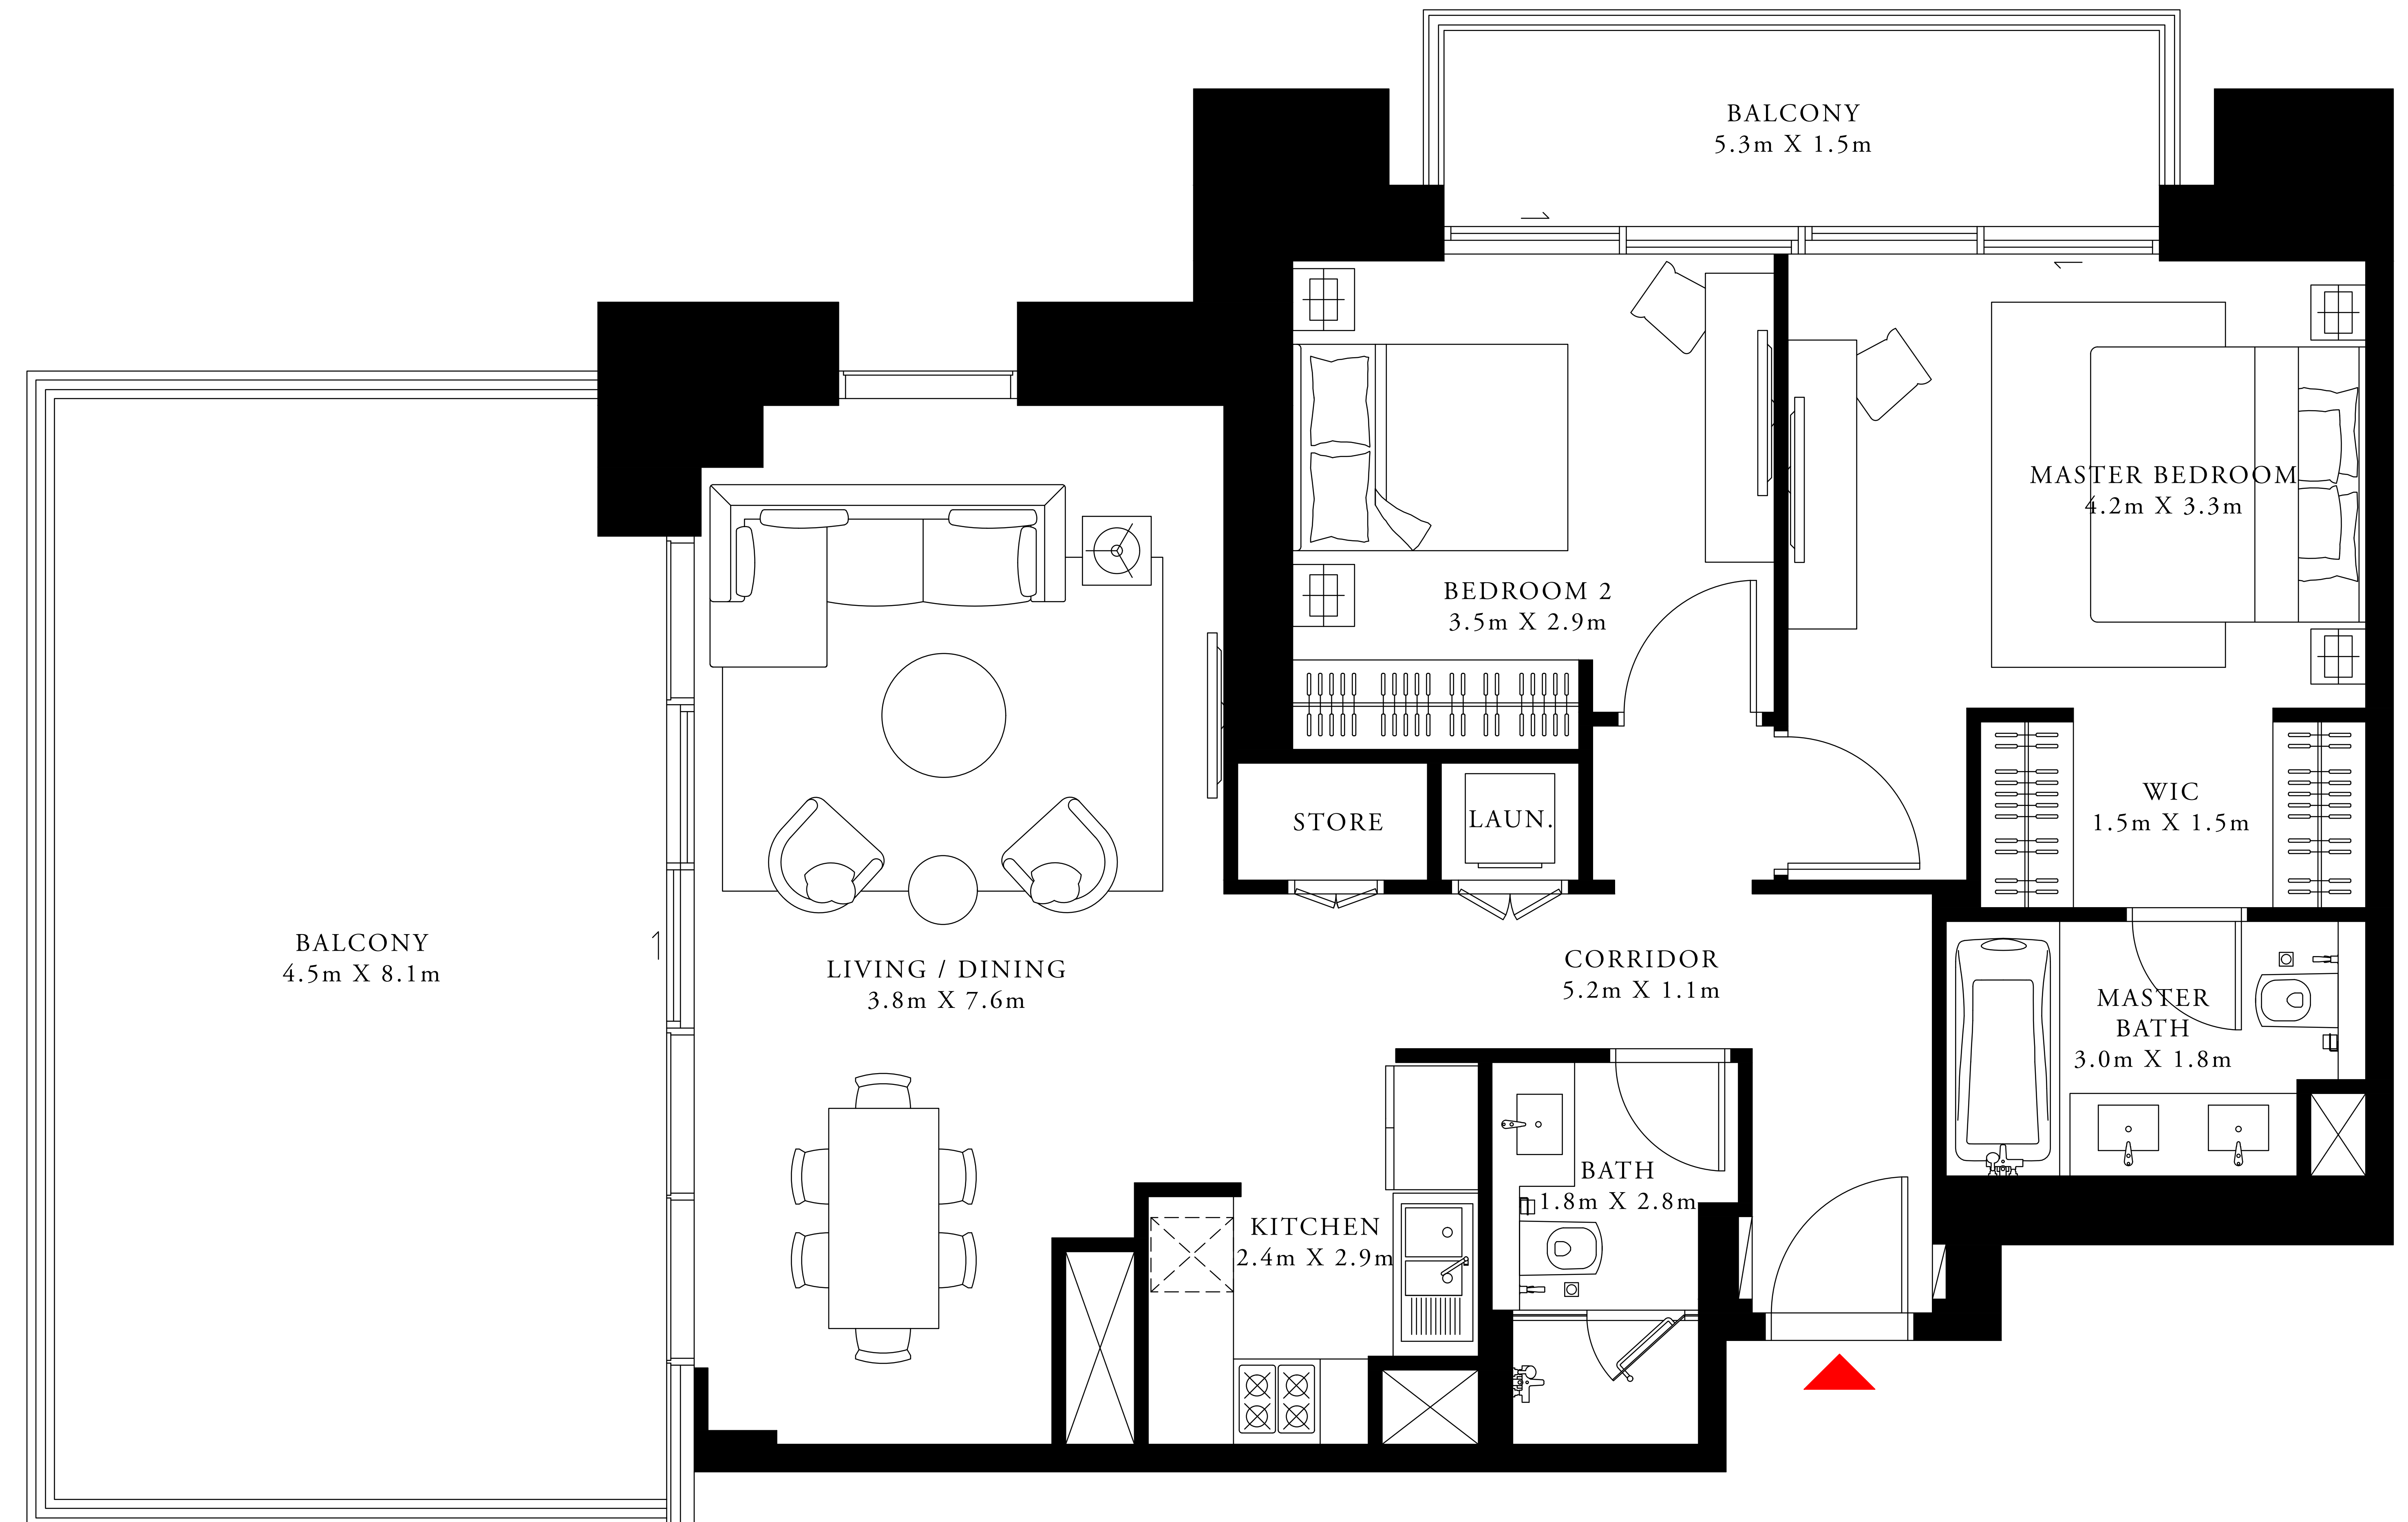 BALCONY
5.3m X 1.5m
MASTER BEDROOM
4.2m X 3.3m
BEDROOM 2
3.5m X 2.9m
WIC
1.5m X 1.5m
STORE
LAUN.
BALCONY
4.5m X 8.1m
LIVING / DINING
3.8m X 7.6m
CORRIDOR
5.2m X 1.1m
MASTER
BATH
3.0m X 1.8m
BATH
1.8m X 2.8m
KITCHEN
2.4m X 2.9m